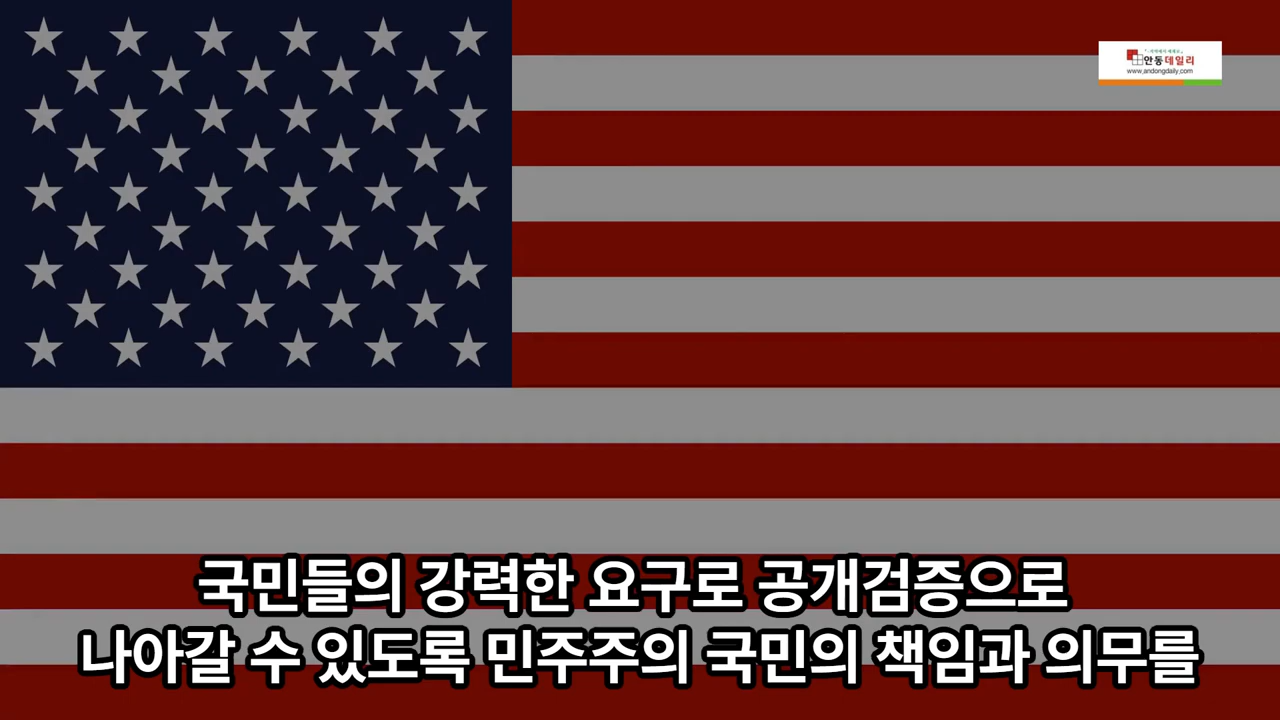 안동데일리
www.andongdaily.com
국민들의 강력한 요구로 공개검증으로
나아갈 수 있도록 민주주의 국민의 책임과 의무를